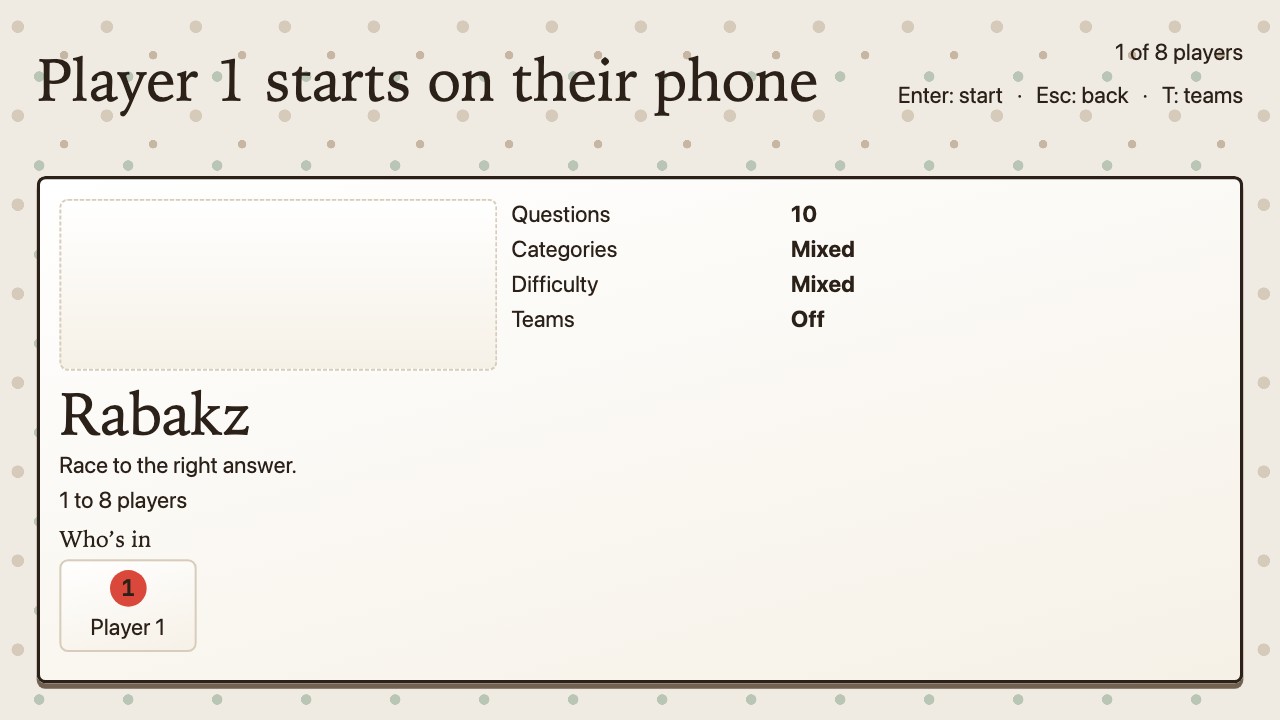 Player 1 starts on their phone
1 of 8 players
Enter: start · Esc: back · T: teams
Questions 10
Categories Mixed
Difficulty Mixed
Teams Off
Rabakz
Race to the right answer.
1 to 8 players
Who’s in
1
Player 1